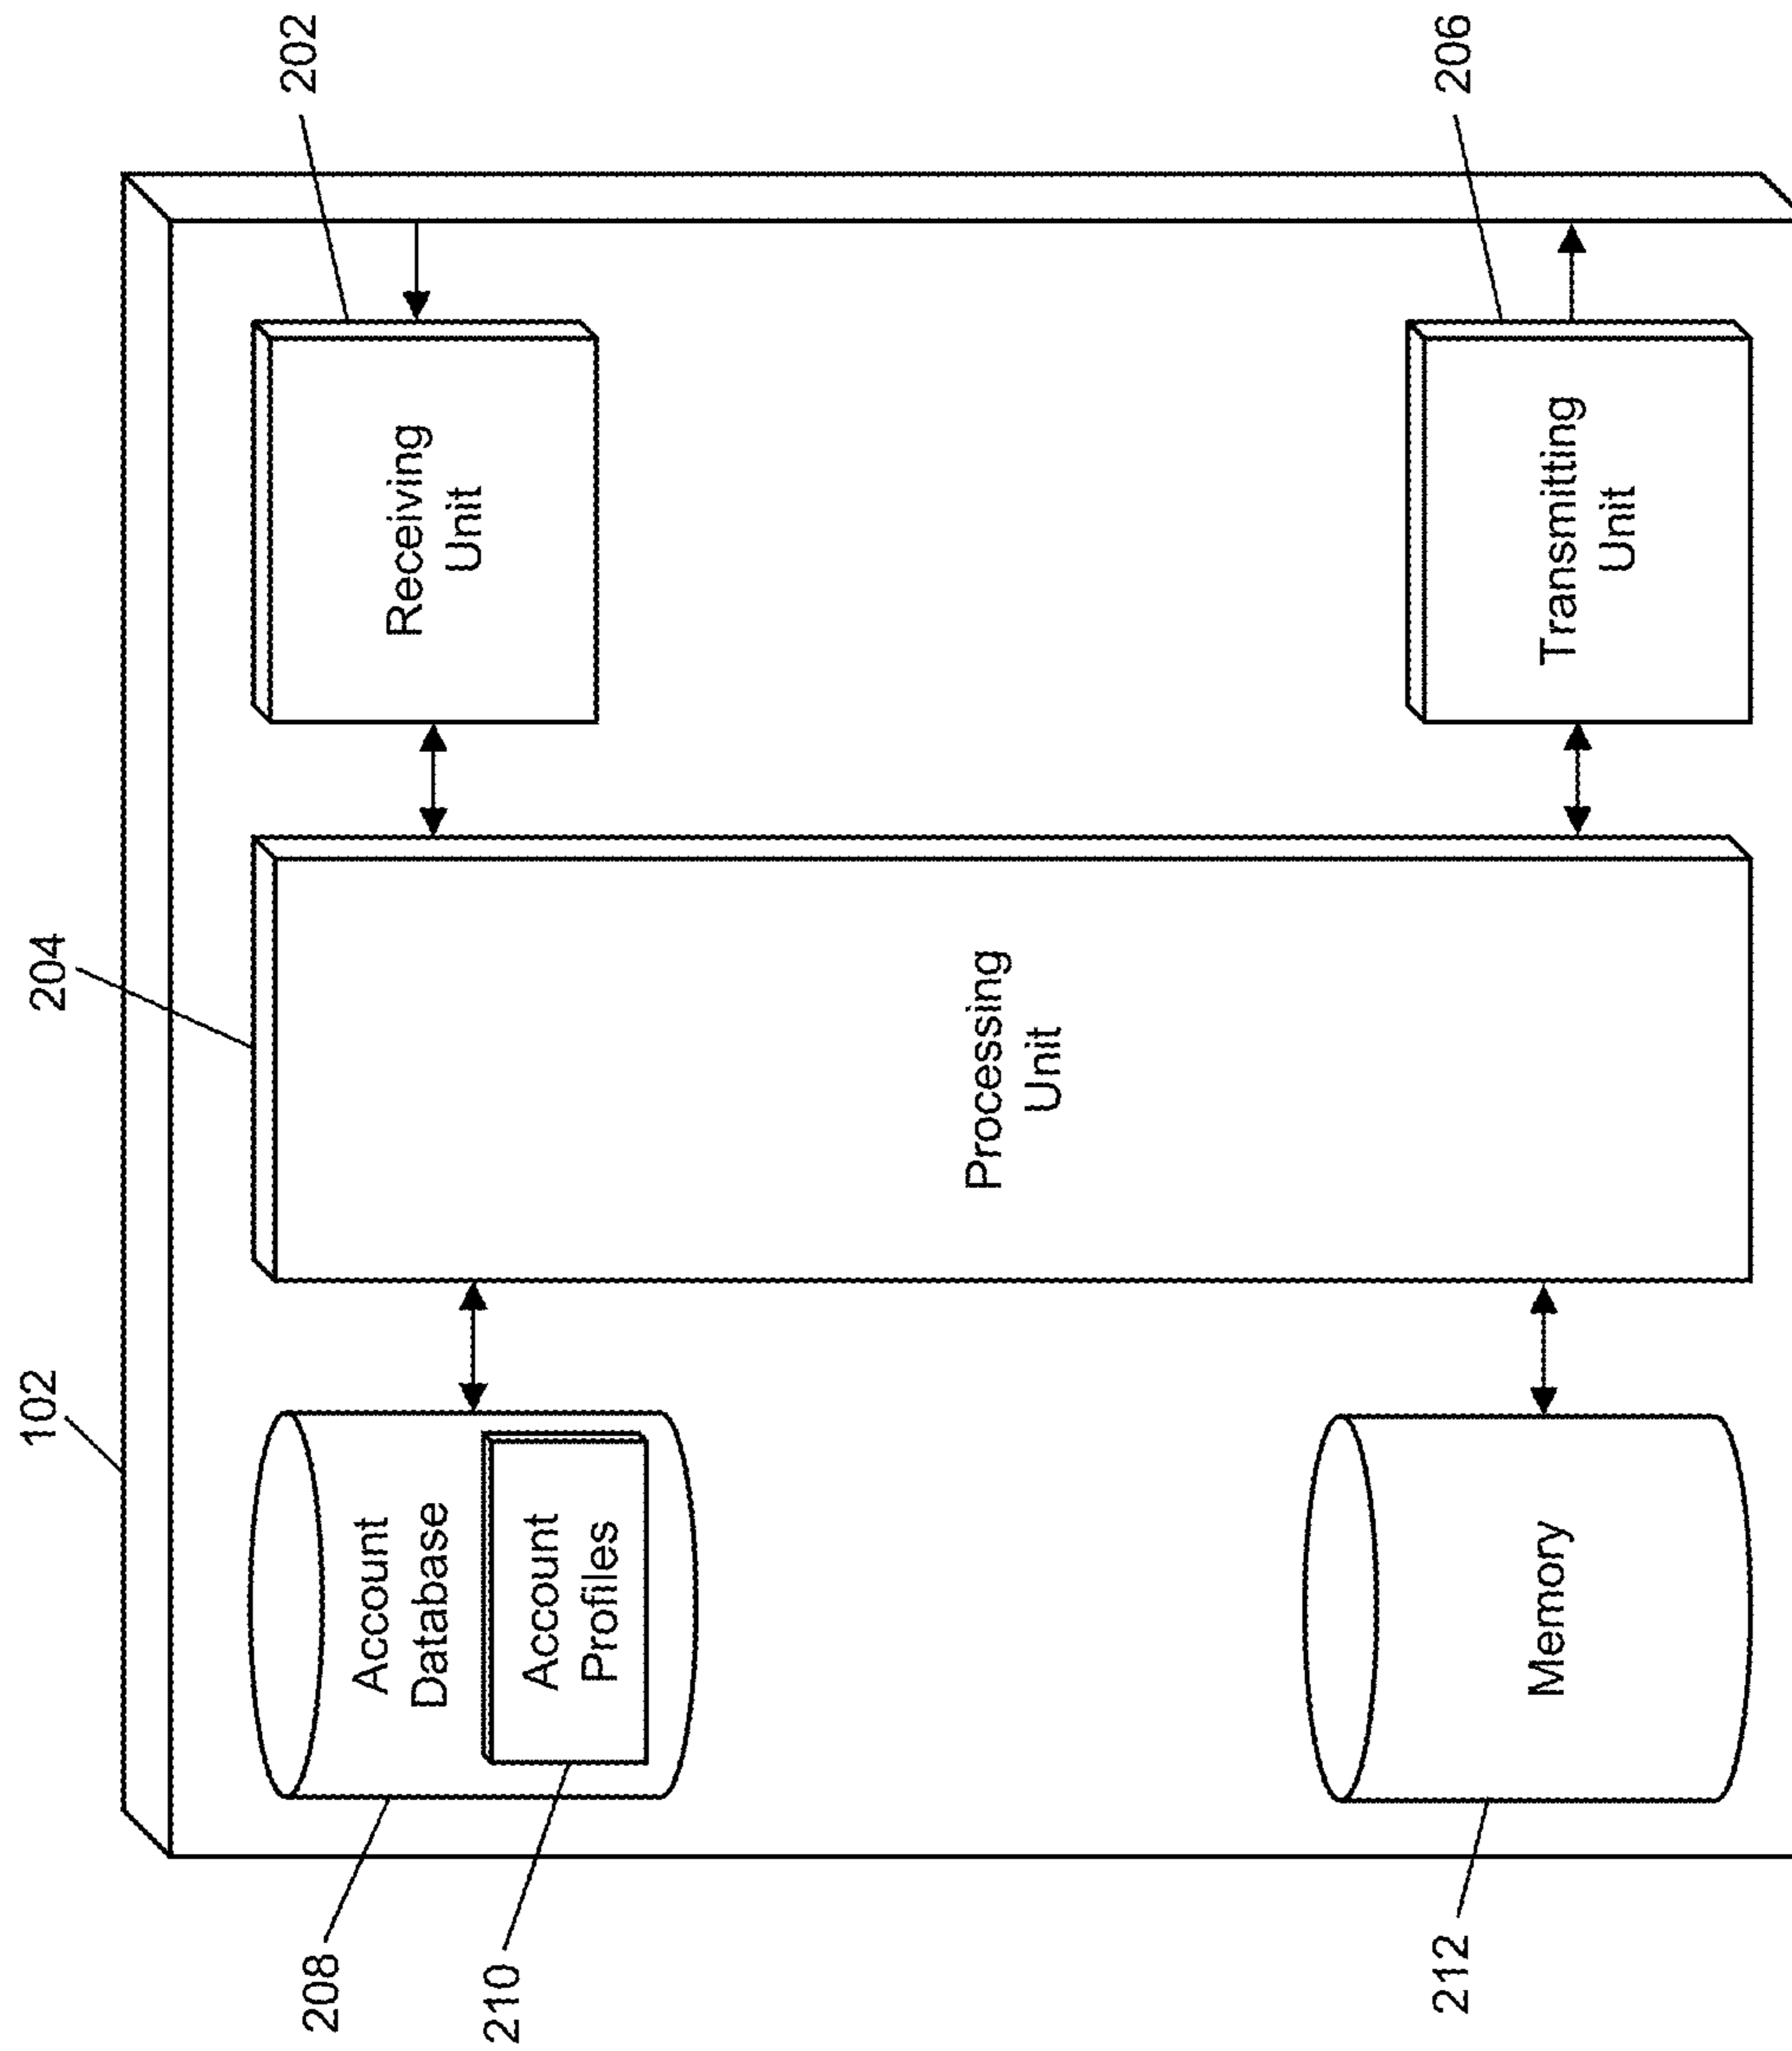 102
204
208
Account
Database
210
Account
Profiles
Processing
Unit
Receiving
Unit
202
212
Memory
Transmitting
Unit
206